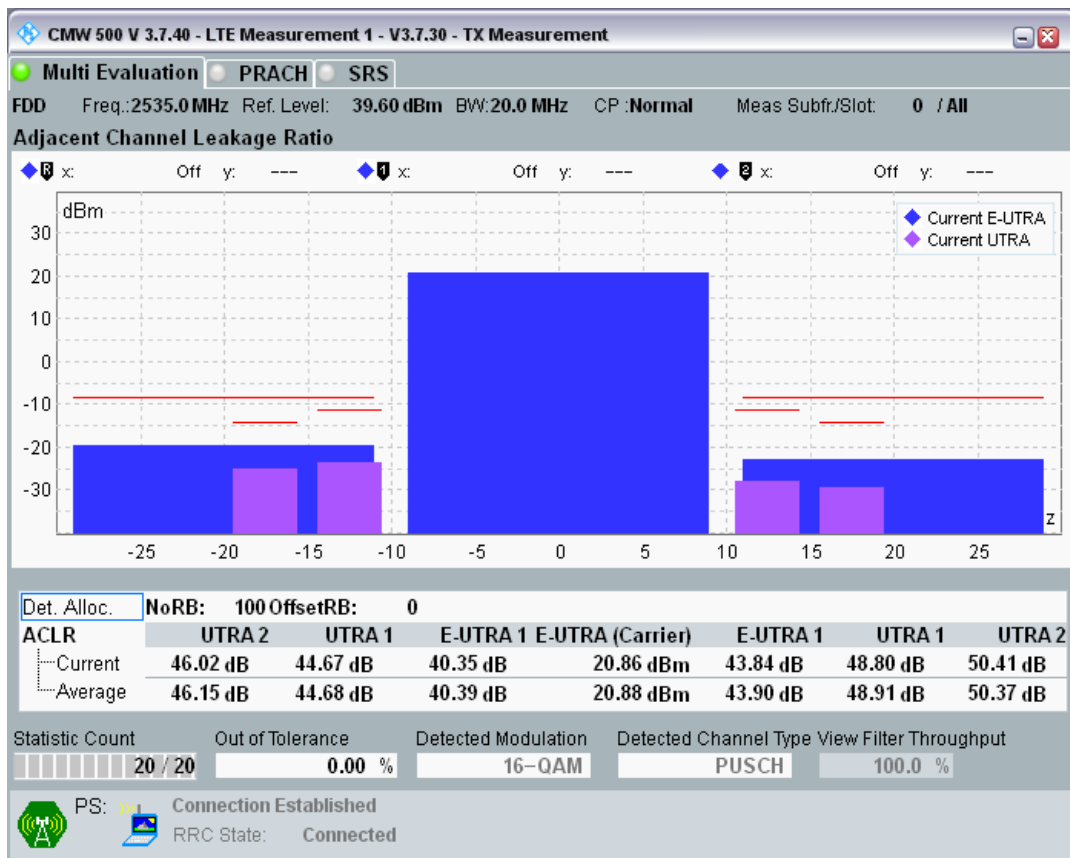 CMW 500 V 3.7.40 - LTE Measurement 1 - V3.7.30 - TX Measurement
Multi Evaluation PRACH SRS
FDD Freq.:2535.0 MHz Ref. Level: 39.60 dBm BW:20.0 MHz CP :Normal Meas Subfr./Slot: 0 / All
Adjacent Channel Leakage Ratio
R x: Off y: --- 1 x: Off y: --- 2 x: Off y: ---
dBm
Current E-UTRA
Current UTRA
30
20
10
0
-10
-20
-30
z
-25 -20 -15 -10 -5 0 5 10 15 20 25
Det. Alloc. NoRB: 100 OffsetRB: 0
ACLR UTRA 2 UTRA 1 E-UTRA 1 E-UTRA (Carrier) E-UTRA 1 UTRA 1 UTRA 2
Current 46.02 dB 44.67 dB 40.35 dB 20.86 dBm 43.84 dB 48.80 dB 50.41 dB
Average 46.15 dB 44.68 dB 40.39 dB 20.88 dBm 43.90 dB 48.91 dB 50.37 dB
Statistic Count Out of Tolerance Detected Modulation Detected Channel Type View Filter Throughput
20 / 20 0.00 % 16-QAM PUSCH 100.0 %
PS: Connection Established
RRC State: Connected